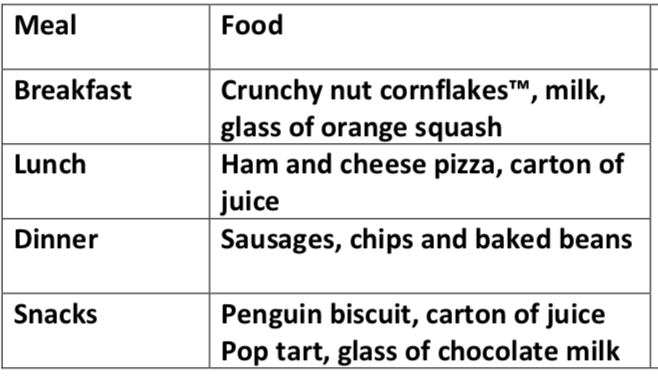 Meal Food
Breakfast Crunchy nut cornflakes™, milk,
glass of orange squash
Lunch Ham and cheese pizza, carton of
juice
Dinner Sausages, chips and baked beans
Snacks Penguin biscuit, carton of juice
Pop tart, glass of chocolate milk